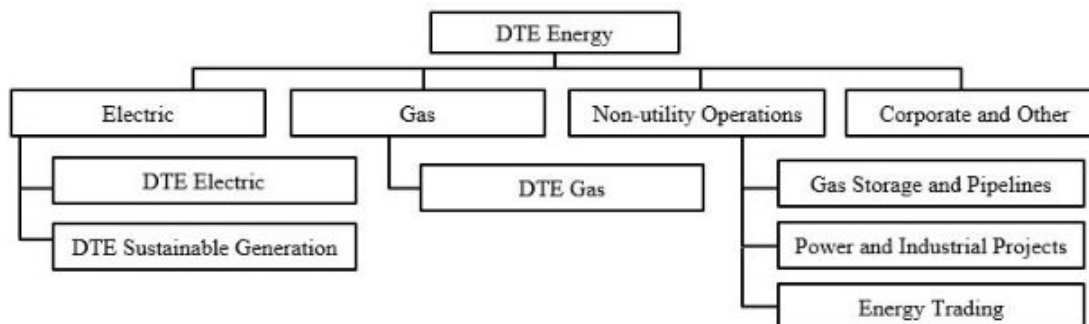 DTE Energy
Electric
Gas
Non-utility Operations
Corporate and Other
DTE Electric
DTE Gas
Gas Storage and Pipelines
DTE Sustainable Generation
Power and Industrial Projects
Energy Trading